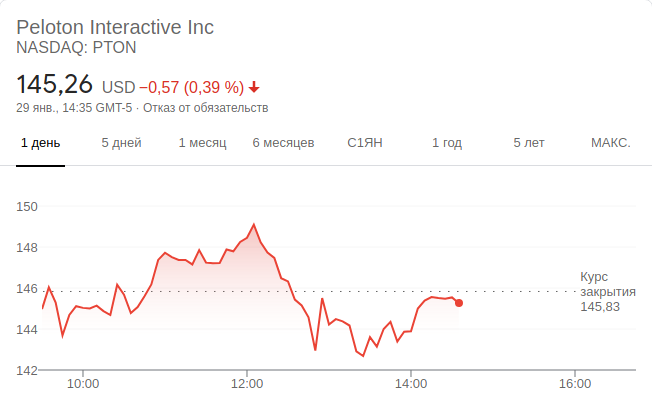 Peloton Interactive Inc
NASDAQ: PTON
145,26 USD −0,57 (0,39 %)
29 янв., 14:35 GMT-5 · Отказ от обязательств
1 день 5 дней 1 месяц 6 месяцев С1ЯН 1 год 5 лет МАКС.
150
148
146
144
142
Курс
закрытия
145,83
10:00 12:00 14:00 16:00